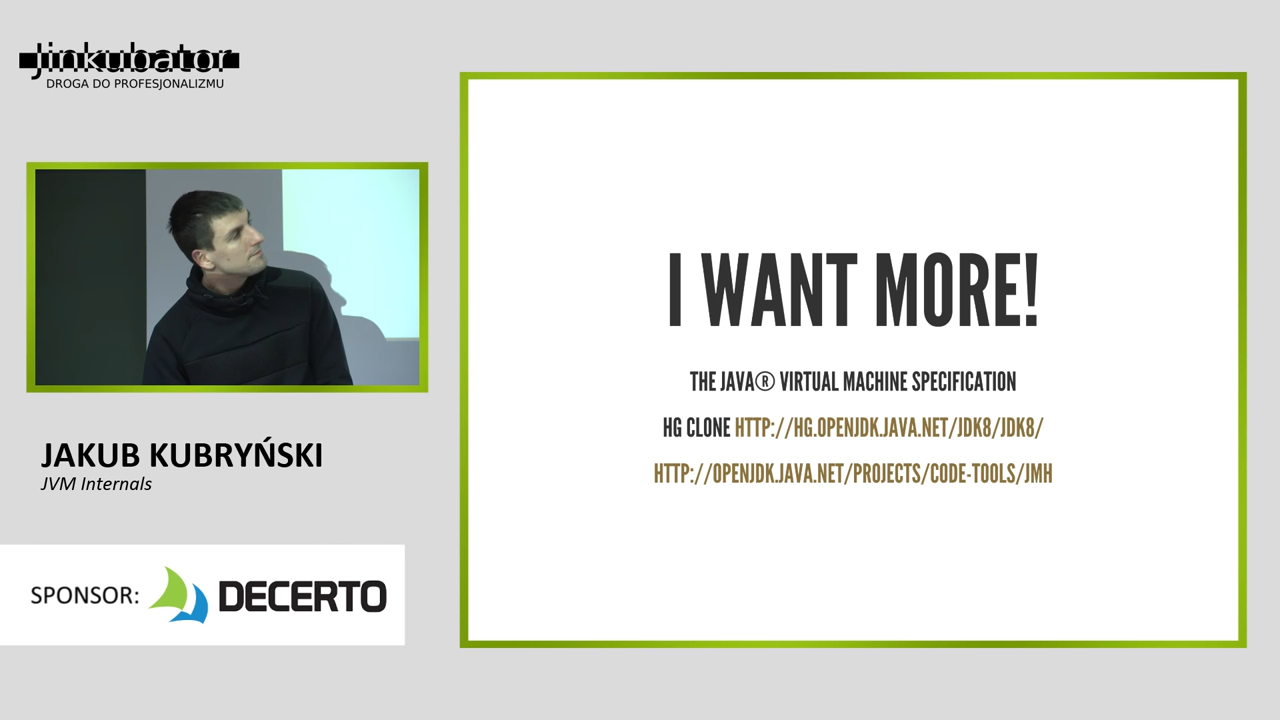 Jinkubator
DROGA DO PROFESJONALIZMU
JAKUB KUBRYŃSKI
JVM Internals
SPONSOR: DECERTO
I WANT MORE!
THE JAVA® VIRTUAL MACHINE SPECIFICATION
HG CLONE HTTP://HG.OPENJDK.JAVA.NET/JDK8/JDK8/
HTTP://OPENJDK.JAVA.NET/PROJECTS/CODE-TOOLS/JMH